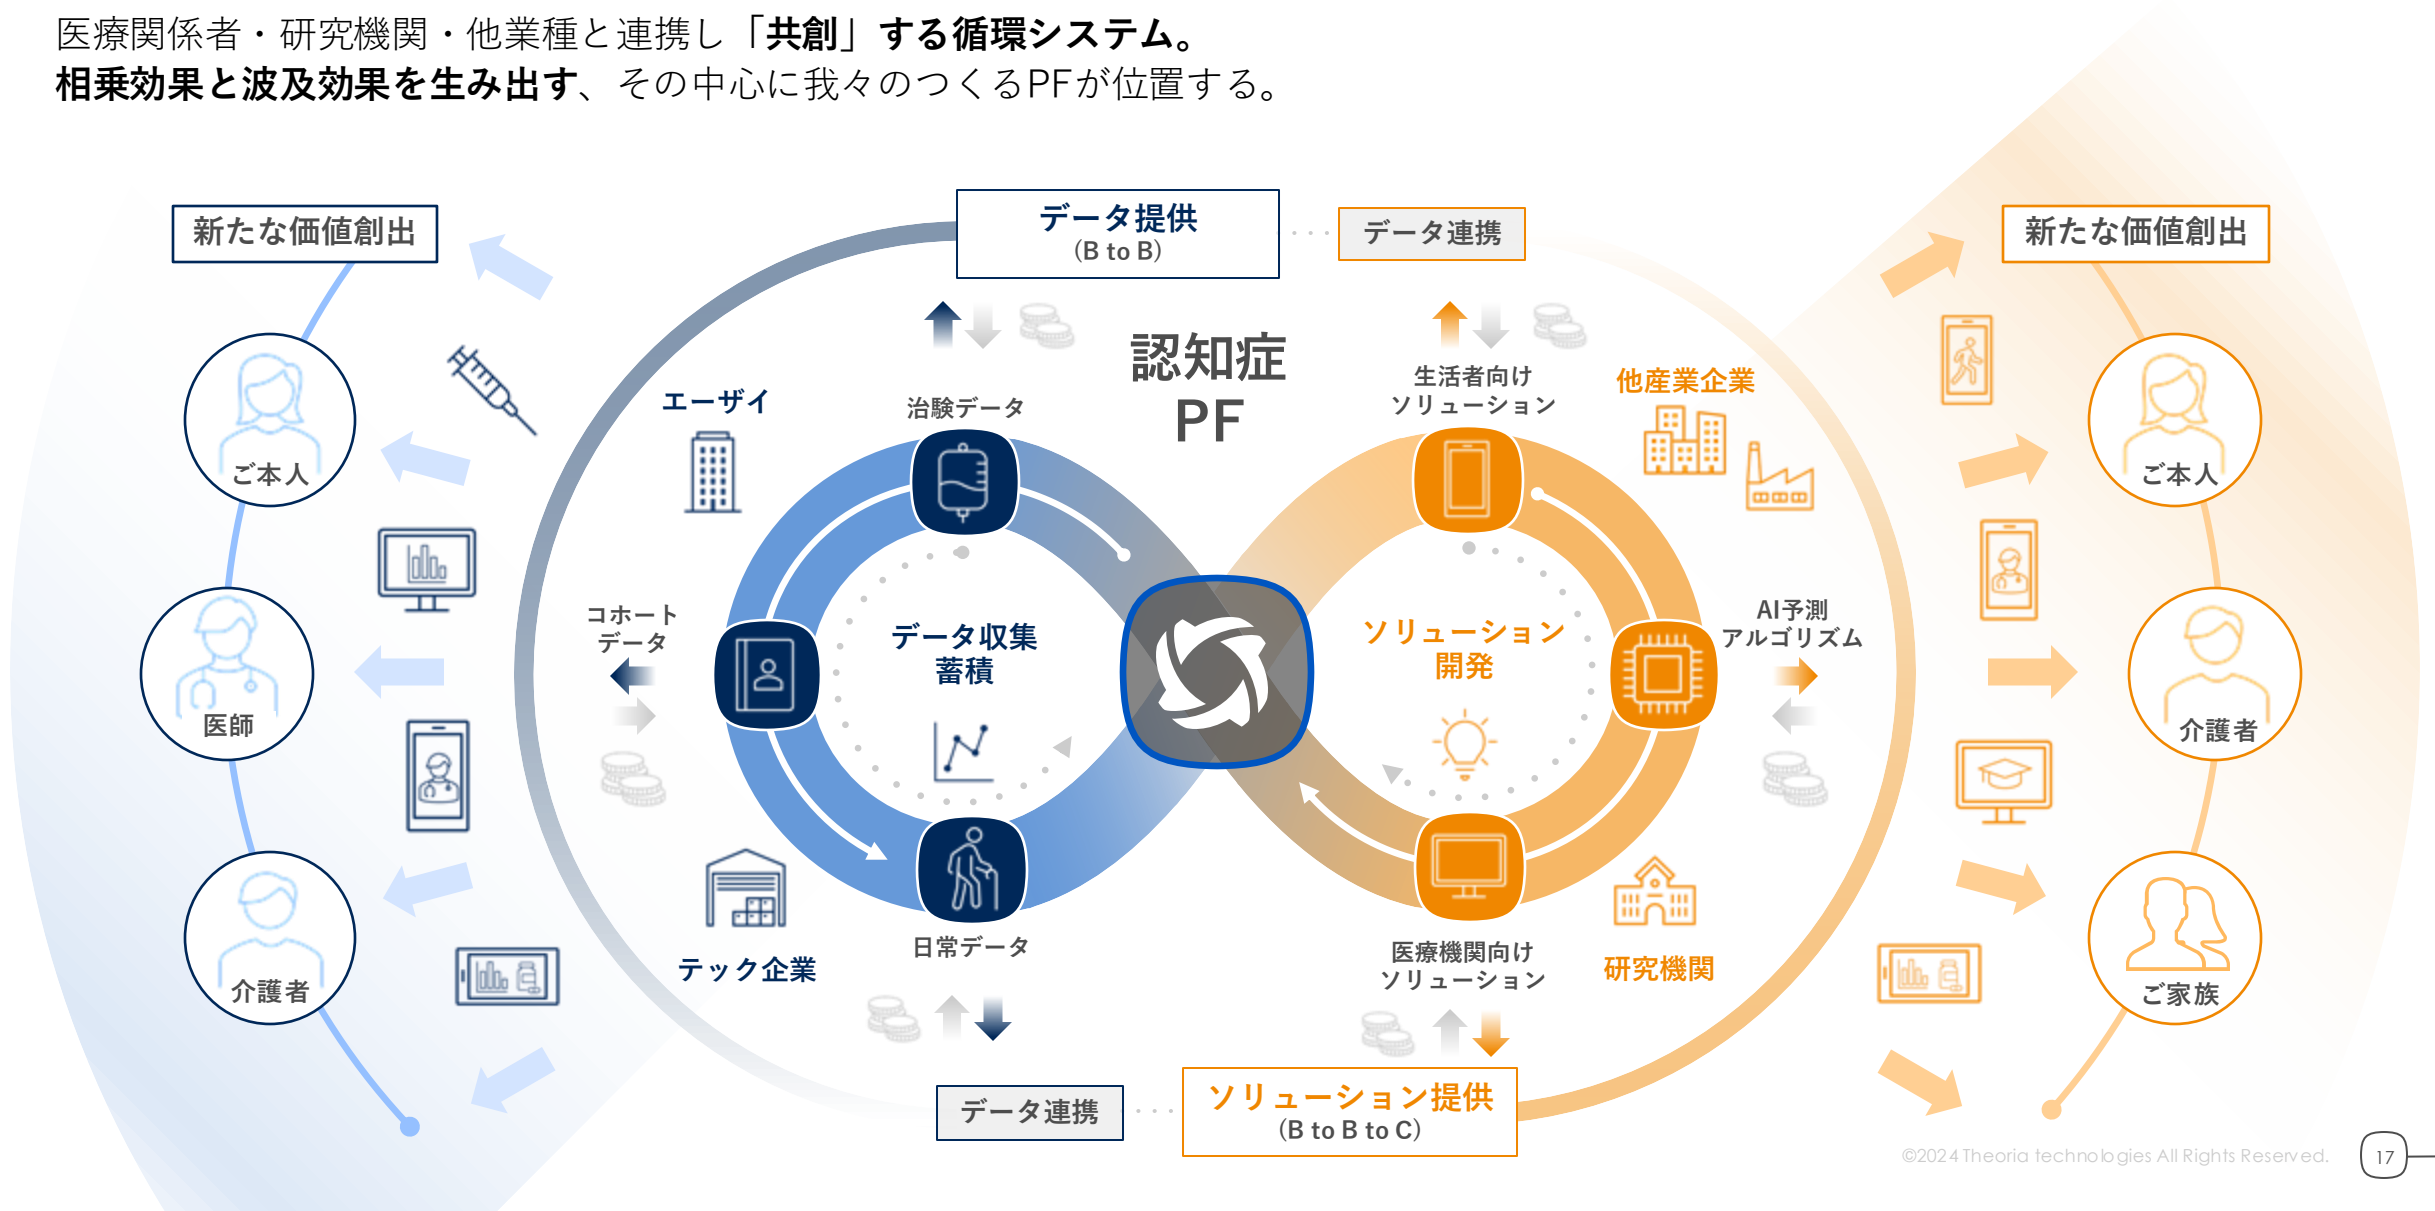 医療関係者・研究機関・他業種と連携し「共創」する循環システム。
相乗効果と波及効果を生み出す、その中心に我々のつくるPFが位置する。
新たな価値創出
ご本人
医師
介護者
データ提供
(B to B)
データ連携
認知症
PF
エーザイ
治験データ
コホート
データ
データ収集
蓄積
テック企業
日常データ
データ連携
生活者向け
ソリューション
他産業企業
ソリューション
開発
AI予測
アルゴリズム
医療機関向け
ソリューション
研究機関
ソリューション提供
(B to B to C)
新たな価値創出
ご本人
介護者
ご家族
©2024 Theoria technologies All Rights Reserved.
17